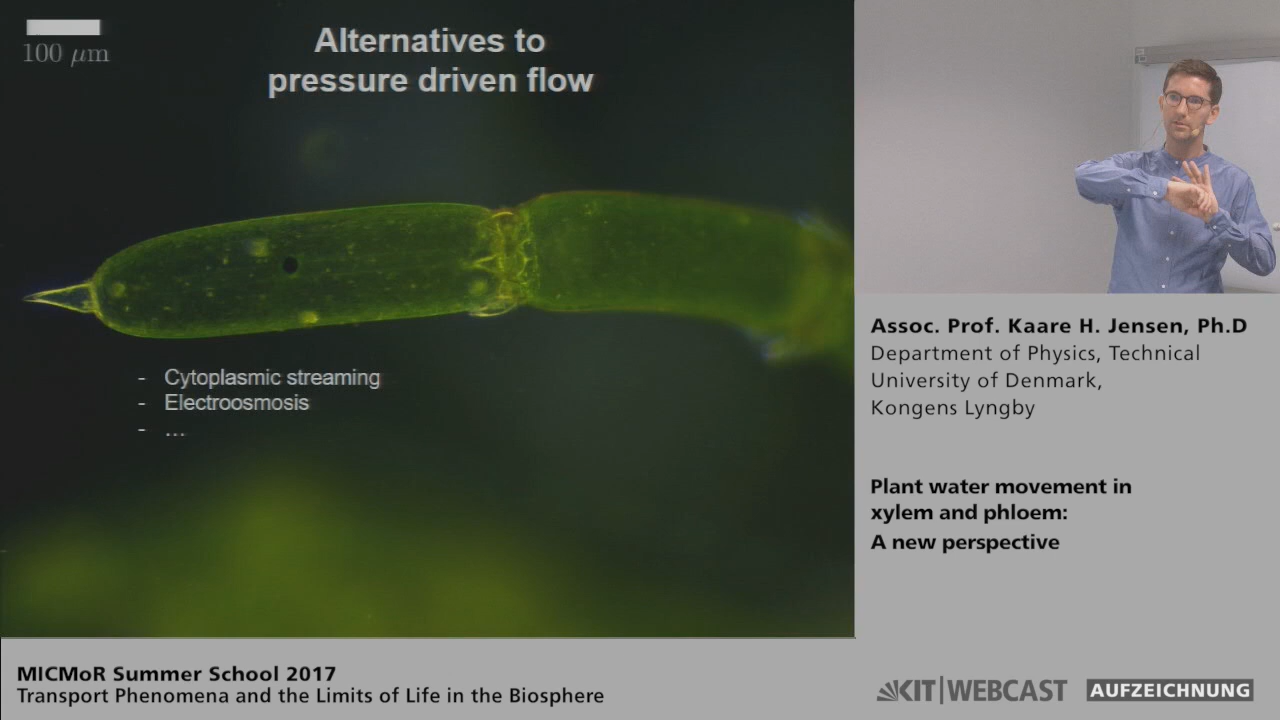 100 μm
Alternatives to
pressure driven flow
- Cytoplasmic streaming
- Electroosmosis
- ...
Assoc. Prof. Kaare H. Jensen, Ph.D
Department of Physics, Technical
University of Denmark,
Kongens Lyngby
Plant water movement in
xylem and phloem:
A new perspective
MICMoR Summer School 2017
Transport Phenomena and the Limits of Life in the Biosphere
KIT|WEBCAST
AUFZEICHNUNG